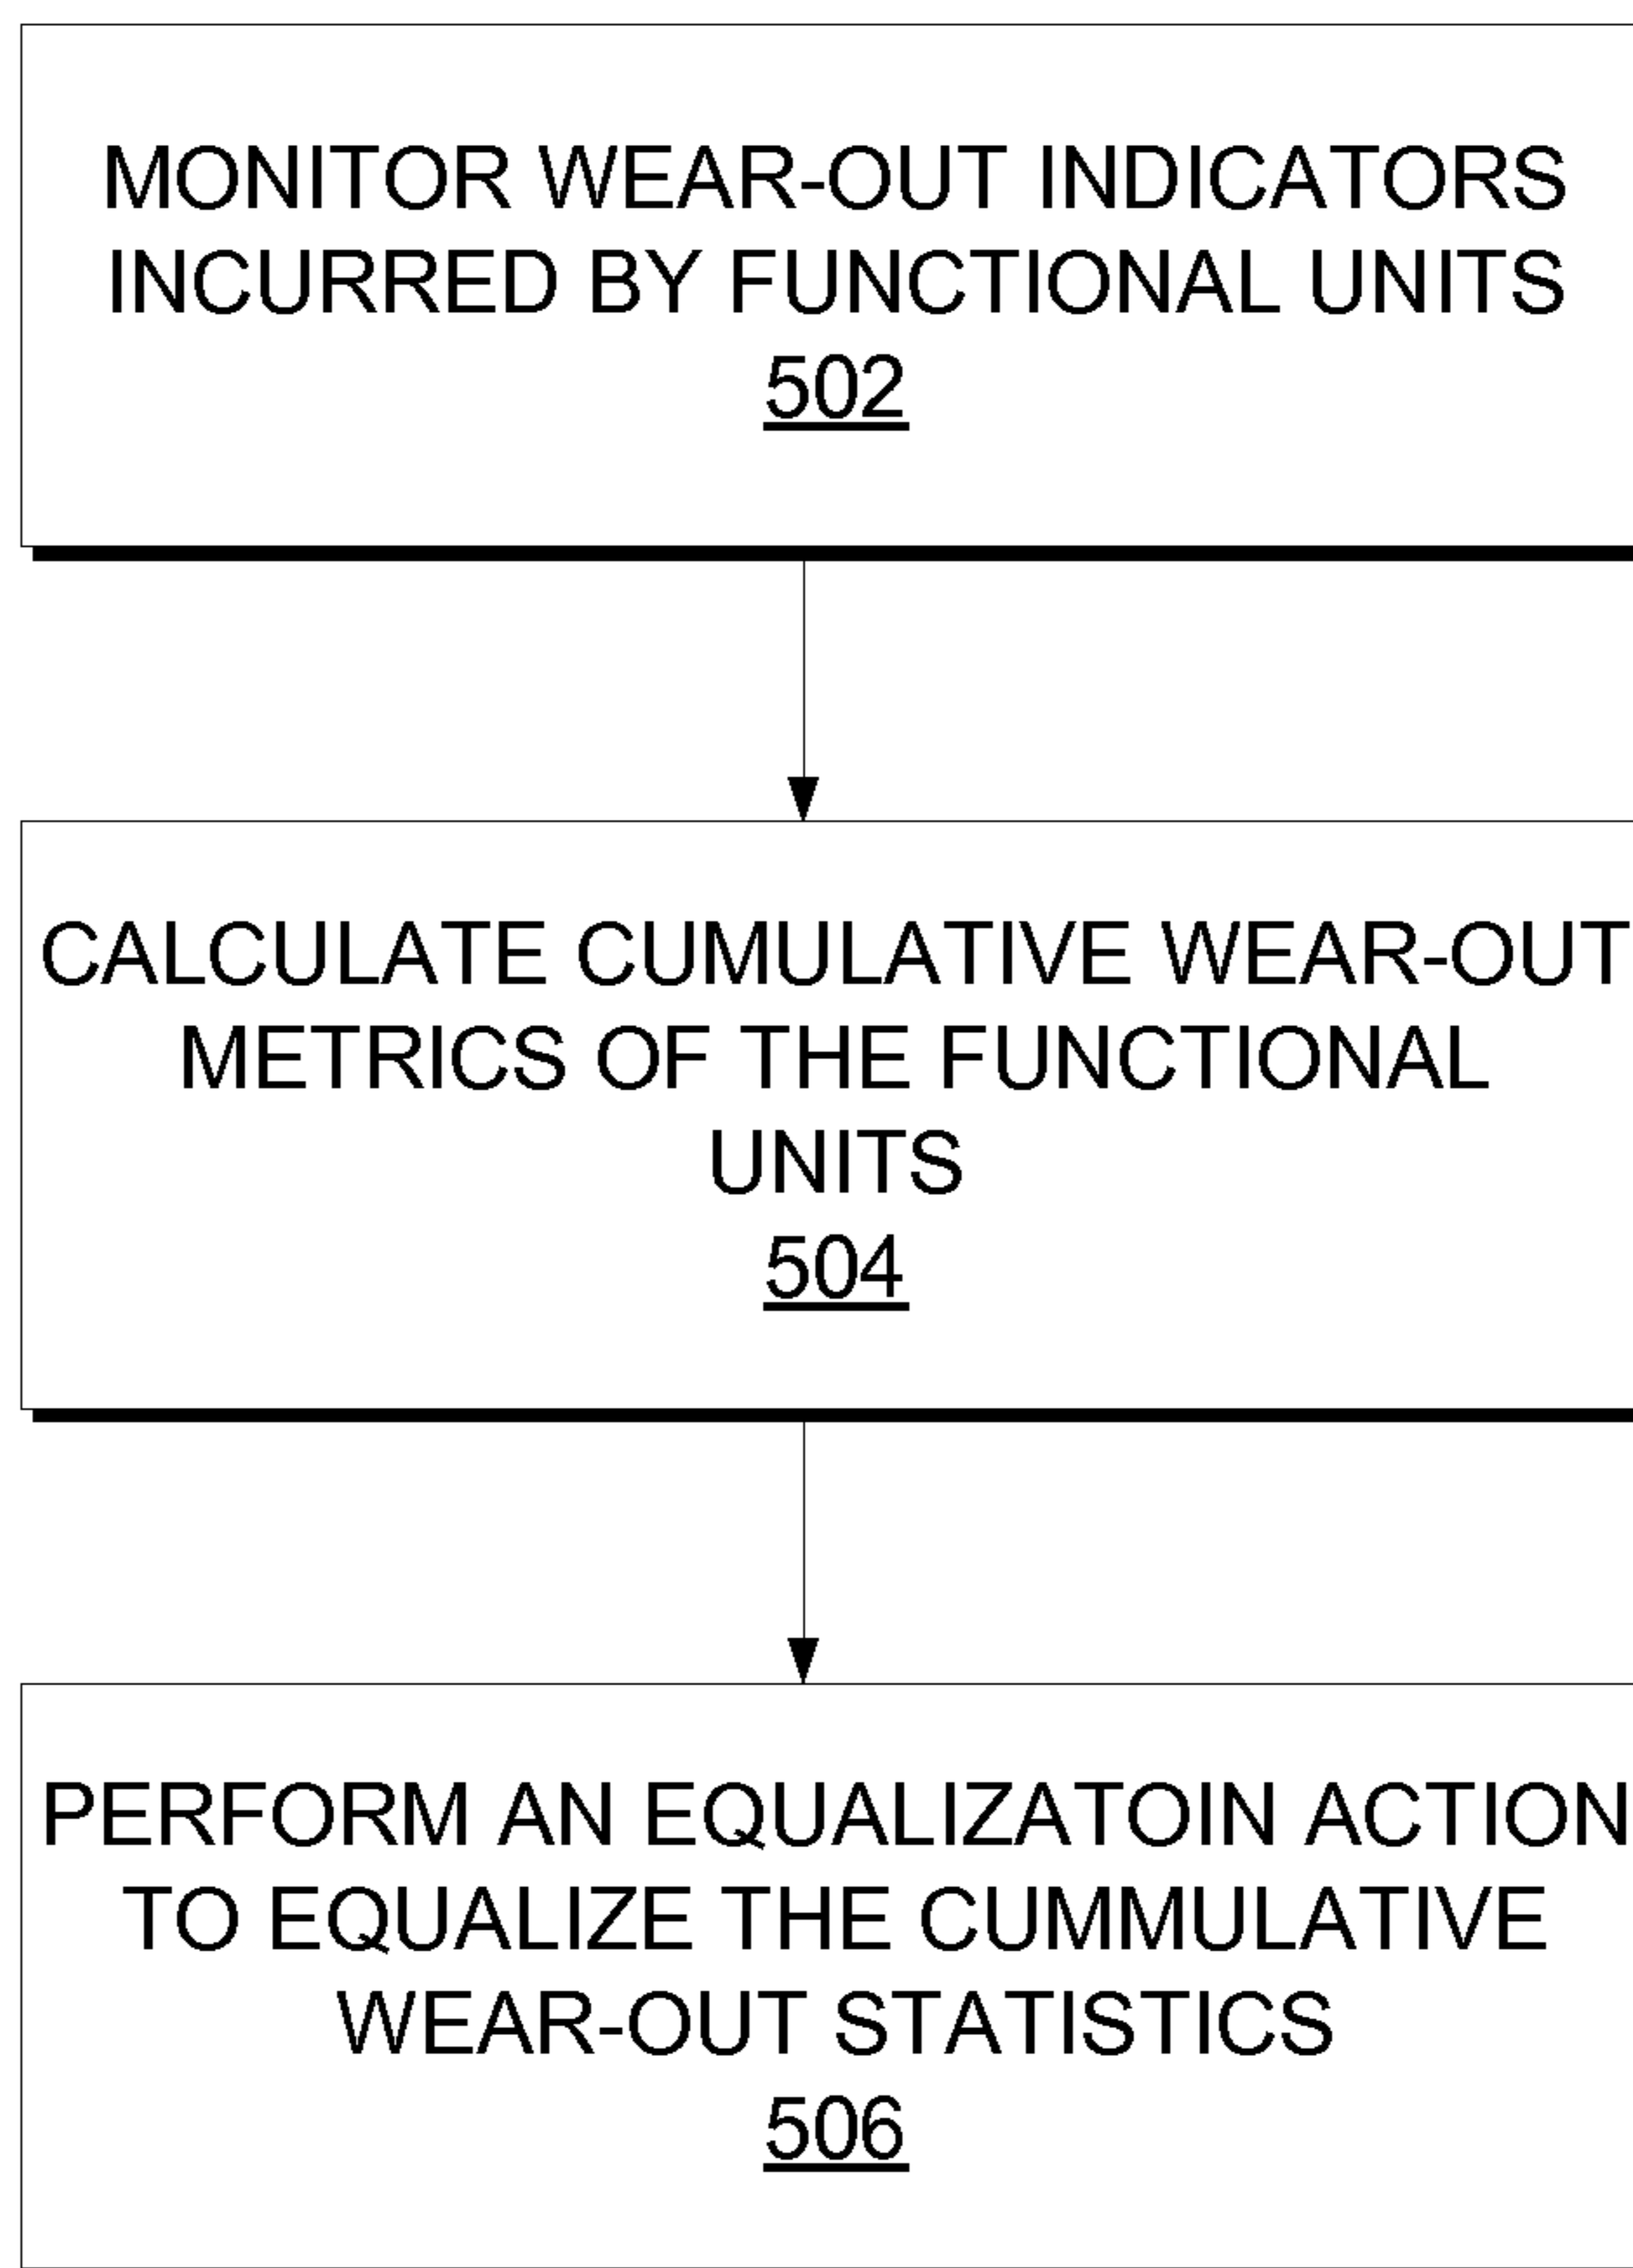 MONITOR WEAR-OUT INDICATORS
INCURRED BY FUNCTIONAL UNITS
502
CALCULATE CUMULATIVE WEAR-OUT
METRICS OF THE FUNCTIONAL
UNITS
504
PERFORM AN EQUALIZATOIN ACTION
TO EQUALIZE THE CUMMULATIVE
WEAR-OUT STATISTICS
506